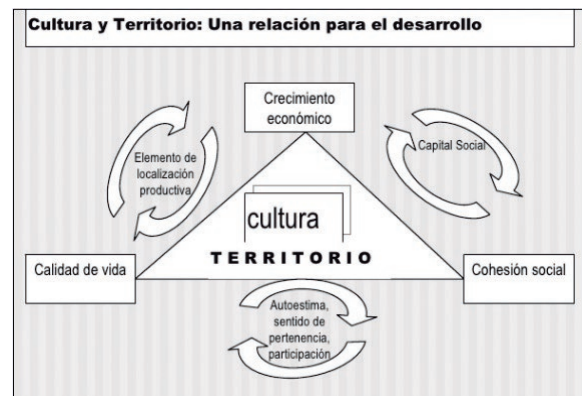 Cultura y Territorio: Una relación para el desarrollo
Crecimiento
económico
Elemento de
localización
productiva
Capital Social
cultura
TERRITORIO
Calidad de vida
Cohesión social
Autoestima,
sentido de
pertenencia,
participación